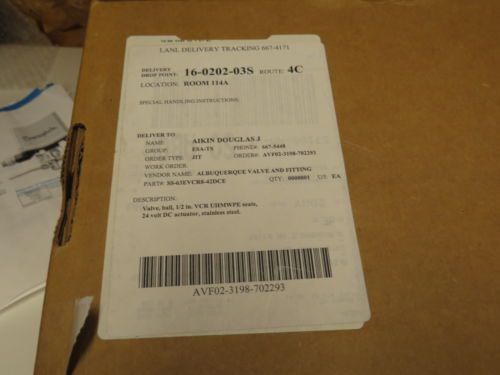 LANL DELIVERY TRACKING 667-4171
DELIVERY DROP POINT: 16-0202-03S ROUTE: 4C
LOCATION: ROOM 114A
SPECIAL HANDLING INSTRUCTIONS:
DELIVER TO
NAME: AIKIN DOUGLAS J
GROUP: ESA-TS PHONE#: 667-5448
ORDER TYPE: JIT ORDER#: AVF02-3198-702293
WORK ORDER:
VENDOR NAME: ALBUQUERQUE VALVE AND FITTING
PART#: SS-63EVCR8-42DCE QTY: 0000001 U/I: EA
DESCRIPTION:
Valve, ball, 1/2 in. VCR UHMWPE seats,
24 volt DC actuator, stainless steel.
AVF02-3198-702293